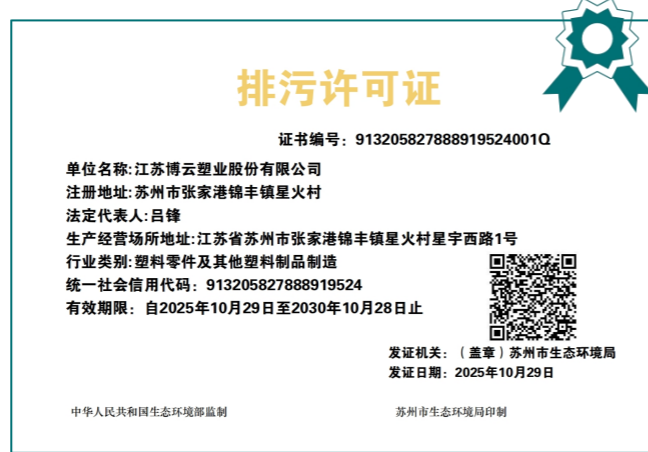 排污许可证
证书编号：913205827888919524001Q
单位名称:江苏博云塑业股份有限公司
注册地址:苏州市张家港锦丰镇星火村
法定代表人:吕锋
生产经营场所地址:江苏省苏州市张家港锦丰镇星火村星宇西路1号
行业类别:塑料零件及其他塑料制品制造
统一社会信用代码：913205827888919524
有效期限：自2025年10月29日至2030年10月28日止
发证机关：（盖章）苏州市生态环境局
发证日期：2025年10月29日
中华人民共和国生态环境部监制
苏州市生态环境局印制